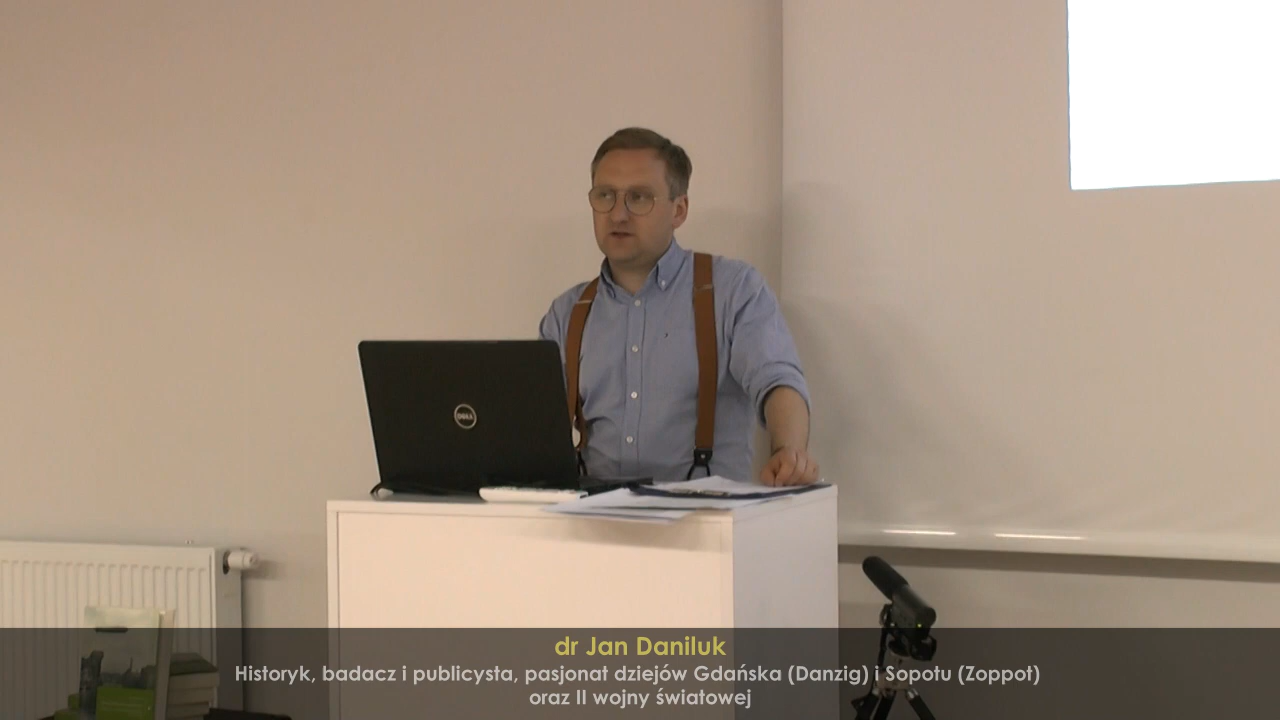 DELL
dr Jan Daniluk
Historyk, badacz i publicysta, pasjonat dziejów Gdańska (Danzig) i Sopotu (Zoppot)
oraz II wojny światowej